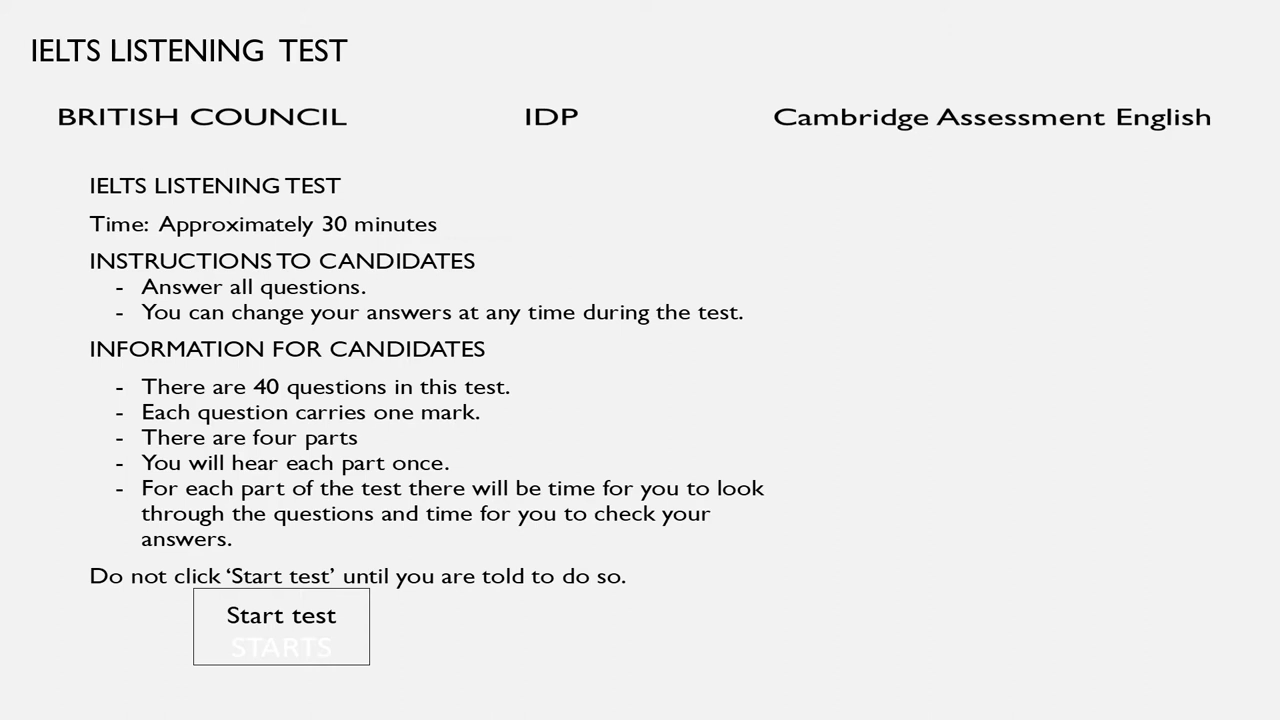 IELTS LISTENING TEST
BRITISH COUNCIL IDP Cambridge Assessment English
IELTS LISTENING TEST
Time: Approximately 30 minutes
INSTRUCTIONS TO CANDIDATES
- Answer all questions.
- You can change your answers at any time during the test.
INFORMATION FOR CANDIDATES
- There are 40 questions in this test.
- Each question carries one mark.
- There are four parts
- You will hear each part once.
- For each part of the test there will be time for you to look
through the questions and time for you to check your
answers.
Do not click ‘Start test’ until you are told to do so.
Start test
STARTS